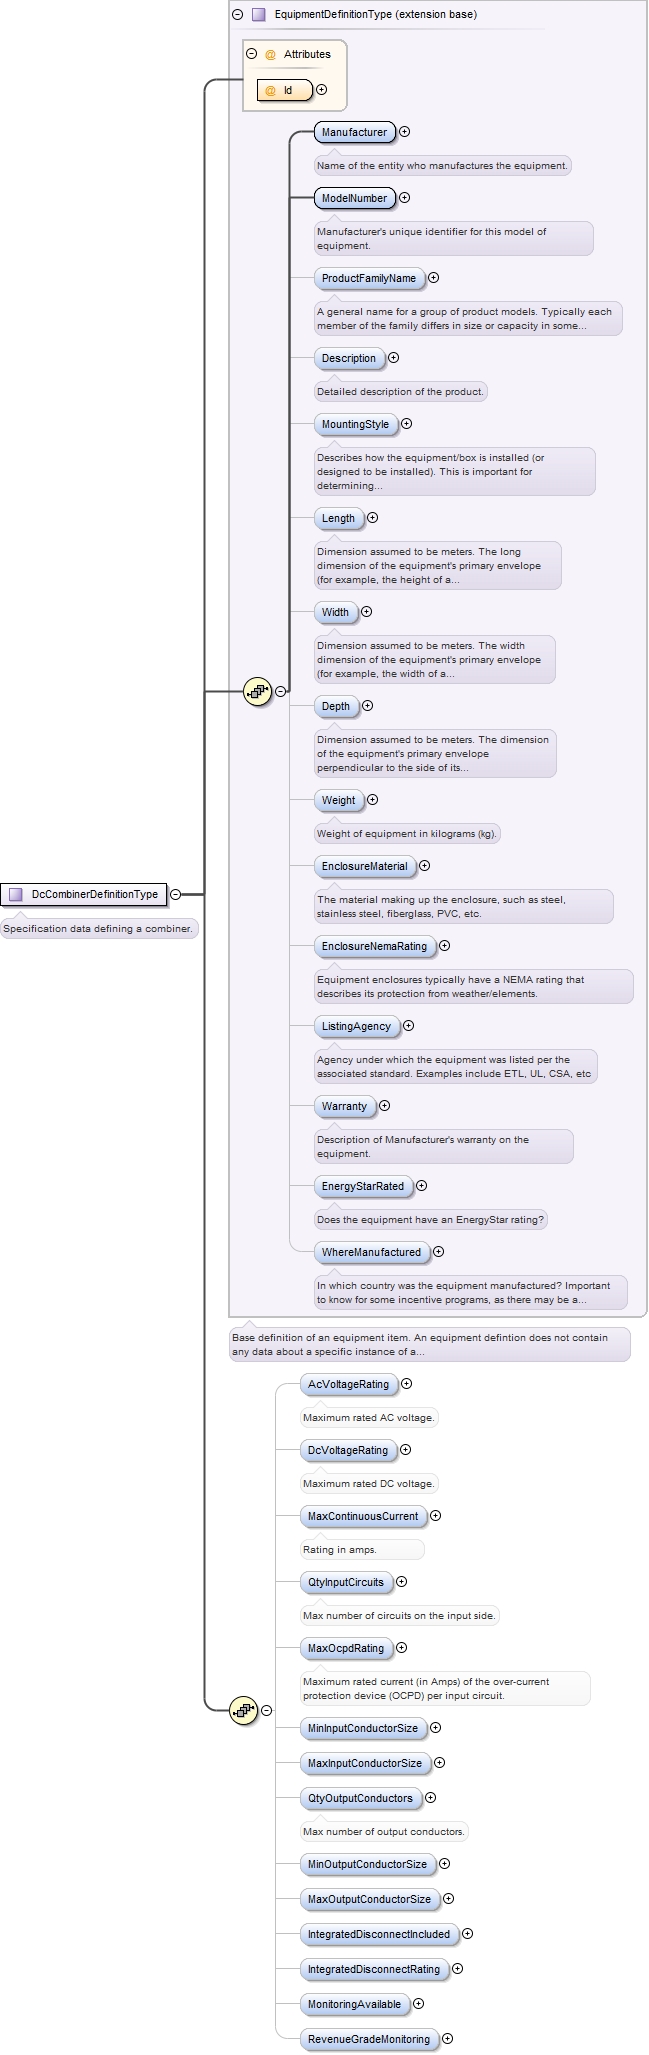 EquipmentDefinitionType (extension base)
@ Attributes
@ Id
Manufacturer
Name of the entity who manufactures the equipment.
ModelNumber
Manufacturer's unique identifier for this model of
equipment.
ProductFamilyName
A general name for a group of product models. Typically each
member of the family differs in size or capacity in some...
Description
Detailed description of the product.
MountingStyle
Describes how the equipment/box is installed (or
designed to be installed). This is important for
determining...
Length
Dimension assumed to be meters. The long
dimension of the equipment's primary envelope
(for example, the height of a...
Width
Dimension assumed to be meters. The width
dimension of the equipment's primary envelope
(for example, the width of a...
Depth
Dimension assumed to be meters. The dimension
of the equipment's primary envelope
perpendicular to the side of its...
Weight
Weight of equipment in kilograms (kg).
EnclosureMaterial
The material making up the enclosure, such as steel,
stainless steel, fiberglass, PVC, etc.
DcCombinerDefinitionType
Specification data defining a combiner.
EnclosureNemaRating
Equipment enclosures typically have a NEMA rating that
describes its protection from weather/elements.
ListingAgency
Agency under which the equipment was listed per the
associated standard. Examples include ETL, UL, CSA, etc
Warranty
Description of Manufacturer's warranty on the
equipment.
EnergyStarRated
Does the equipment have an EnergyStar rating?
WhereManufactured
In which country was the equipment manufactured? Important
to know for some incentive programs, as there may be a...
Base definition of an equipment item. An equipment defintion does not contain
any data about a specific instance of a...
AcVoltageRating
Maximum rated AC voltage.
DcVoltageRating
Maximum rated DC voltage.
MaxContinuousCurrent
Rating in amps.
QtyInputCircuits
Max number of circuits on the input side.
MaxOcpdRating
Maximum rated current (in Amps) of the over-current
protection device (OCPD) per input circuit.
MinInputConductorSize
MaxInputConductorSize
QtyOutputConductors
Max number of output conductors.
MinOutputConductorSize
MaxOutputConductorSize
IntegratedDisconnectIncluded
IntegratedDisconnectRating
MonitoringAvailable
RevenueGradeMonitoring